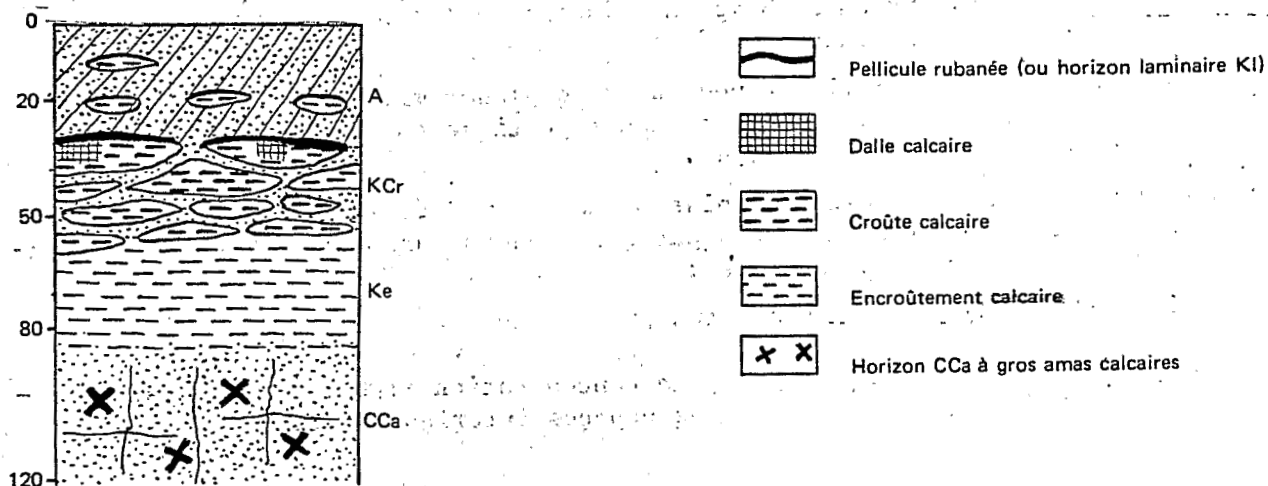 0
20
50
80
120
A
KCr
Ke
CCa
Pellicule rubanée (ou horizon laminaire Kl)
Dalle calcaire
Croûte calcaire
Encroûtement calcaire
Horizon CCa à gros amas calcaires